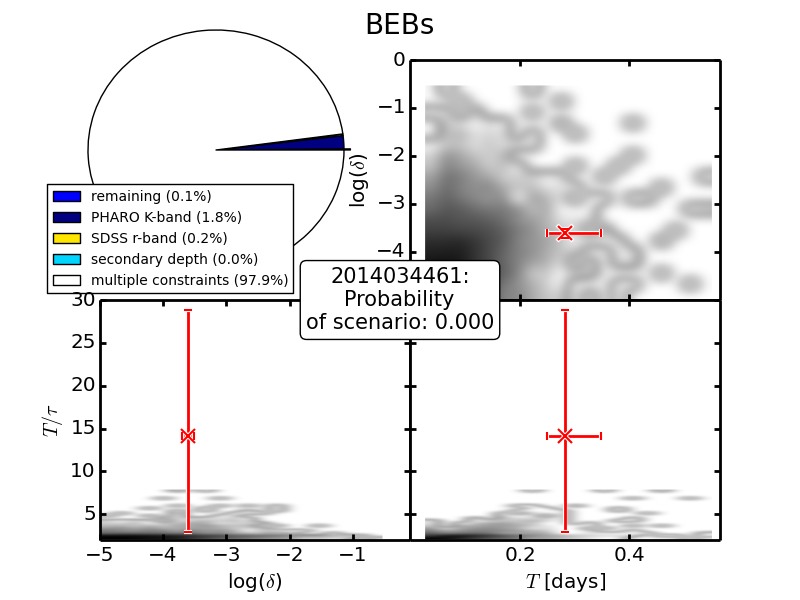 BEBs
remaining (0.1%)
PHARO K-band (1.8%)
SDSS r-band (0.2%)
secondary depth (0.0%)
multiple constraints (97.9%)
log(δ)
0
−1
−2
−3
−4
2014034461:
Probability
of scenario: 0.000
T/τ
30
25
20
15
10
5
−5 −4 −3 −2 −1
log(δ)
0.2 0.4
T [days]